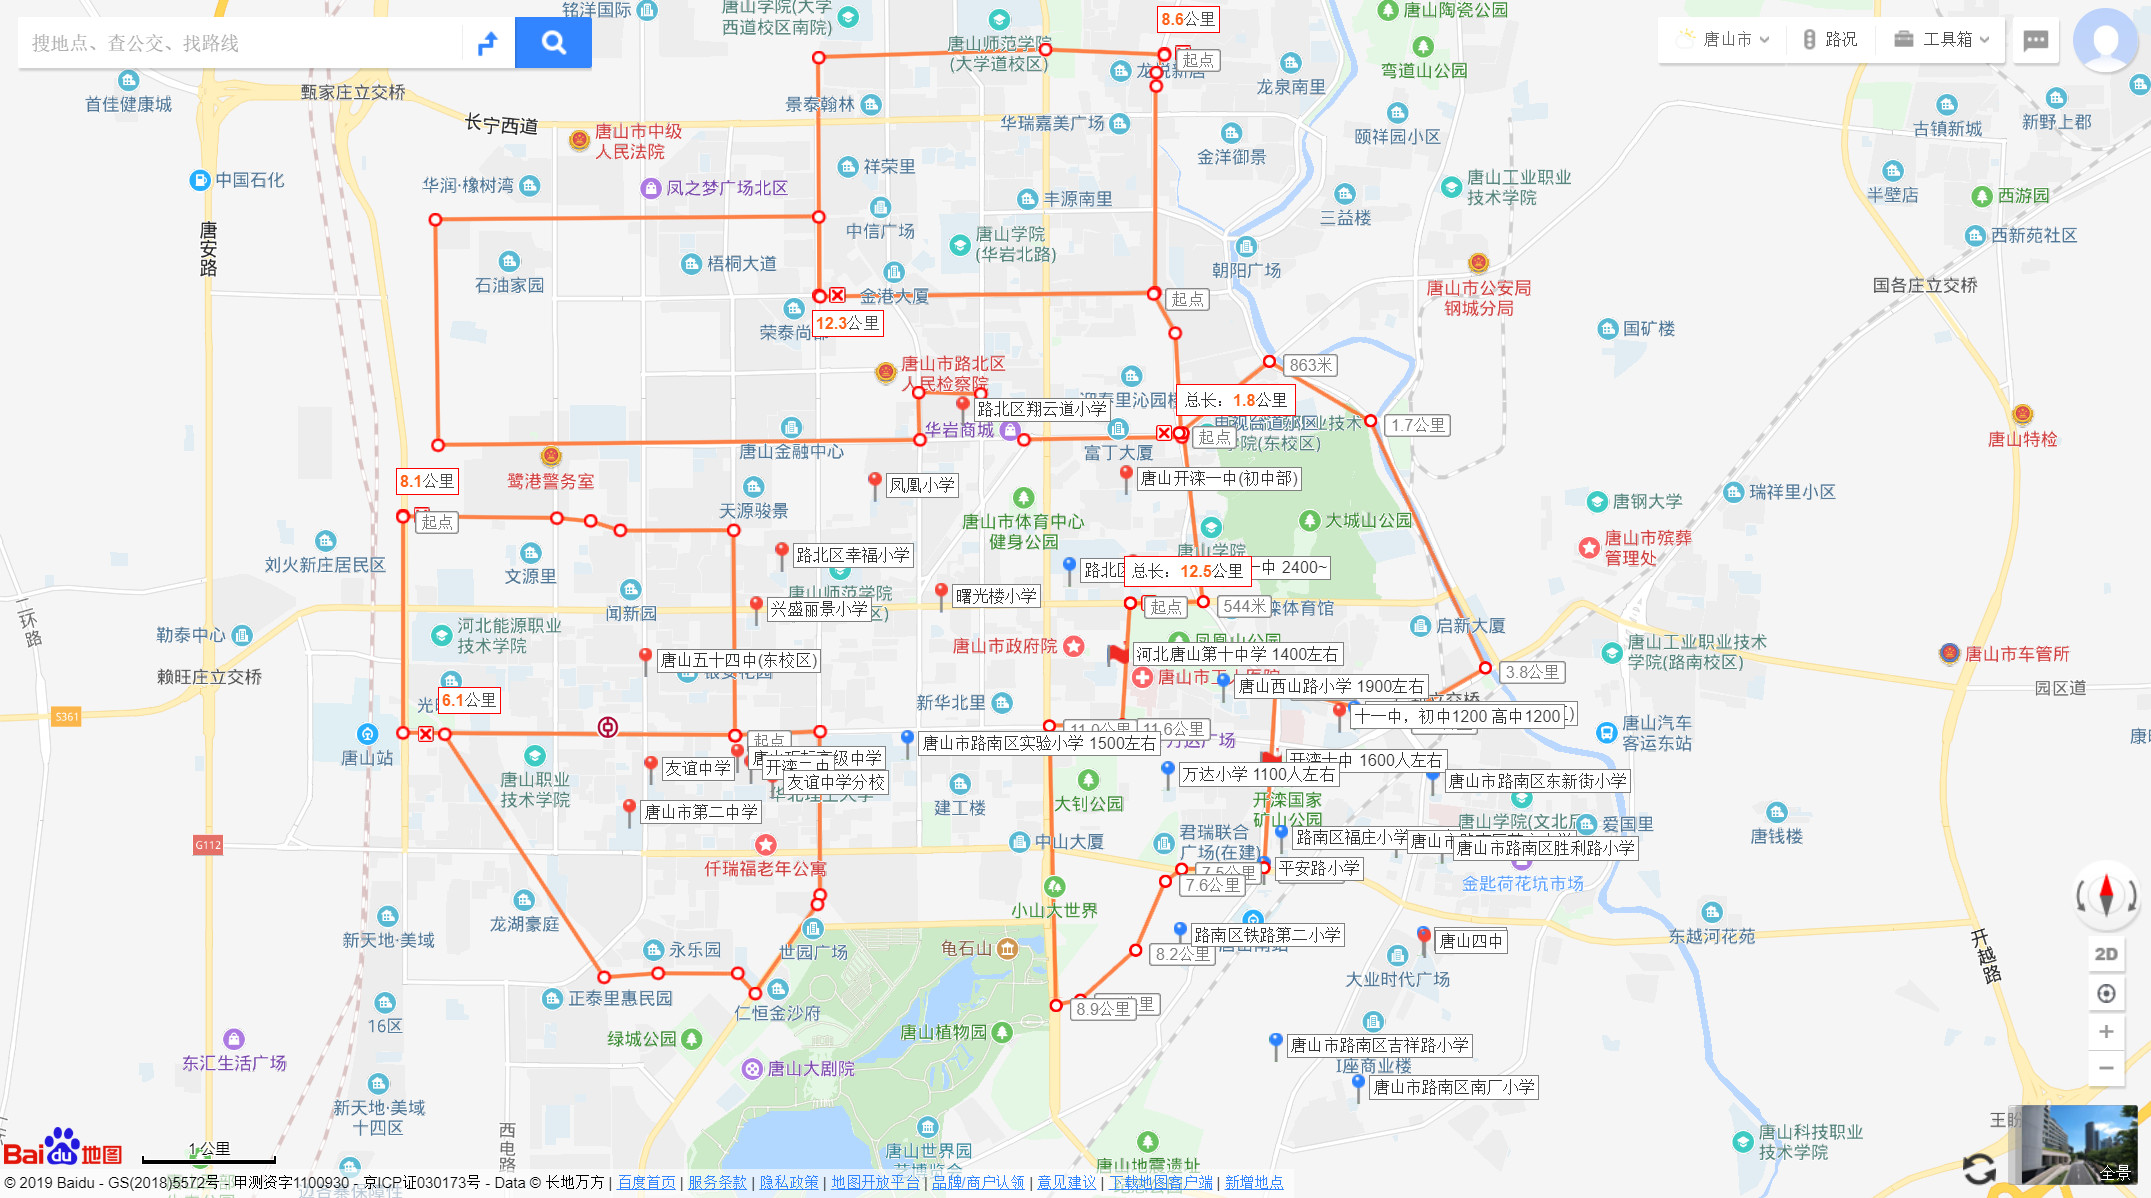 搜地点、查公交、找路线
唐山市
路况
工具箱
铭洋国际
唐山学院(大学
西道校区南院)
唐山师范学院
(大学道校区)
8.6公里
起点
唐山陶瓷公园
弯道山公园
龙泉南里
首佳健康城
甄家庄立交桥
长宁西道
唐山市中级
人民法院
景泰翰林
华瑞嘉美广场
金洋御景
颐祥园小区
古镇新城
新野上郡
中国石化
华润·橡树湾
凤之梦广场北区
祥荣里
丰源南里
三益楼
唐山工业职业
技术学院
半壁店
西游园
西新苑社区
唐安路
中信广场
唐山学院
(华岩北路)
朝阳广场
石油家园
梧桐大道
金港大厦
起点
唐山市公安局
钢城分局
国各庄立交桥
荣泰尚都
12.3公里
国矿楼
唐山市路北区
人民检察院
863米
总长：1.8公里
路北区翔云道小学
华岩商城
起点
1.7公里
唐山特检
唐山金融中心
富丁大厦
鹭港警务室
8.1公里
凤凰小学
唐山开滦一中(初中部)
起点
天源骏景
唐山市体育中心
健身公园
大城山公园
唐钢大学
瑞祥里小区
唐山市殡葬
管理处
刘火新庄居民区
文源里
路北区幸福小学
唐山学院
总长：12.5公里
一中 2400~
闻新园
唐山师范学院
兴盛丽景小学
曙光楼小学
起点
544米
二环路
勒泰中心
河北能源职业
技术学院
凤凰山公园
启新大厦
唐山工业职业技术
学院(路南校区)
唐山市车管所
唐山市政府院
河北唐山第十中学 1400左右
赖旺庄立交桥
唐山五十四中(东校区)
3.8公里
园区道
6.1公里
新华北里
唐山西山路小学 1900左右
十一中，初中1200 高中1200
S361
唐山站
起点
11.0公里
11.6公里
唐山市路南区实验小学 1500左右
唐山汽车
客运东站
友谊中学
开滦二中
友谊中学分校
唐山职业
技术学院
开滦十中 1600人左右
万达小学 1100人左右
唐山市路南区东新街小学
唐山市第二中学
建工楼
大钊公园
开滦国家
矿山公园
爱国里
唐钱楼
G112
中山大厦
君瑞联合
广场(在建)
路南区福庄小学
唐山市路南区胜利路小学
仟瑞福老年公寓
7.5公里
7.6公里
平安路小学
金匙荷花坑市场
龙湖豪庭
小山大世界
新天地·美域
永乐园
世园广场
龟石山
路南区铁路第二小学
唐山四中
东越河花苑
8.2公里
大业时代广场
开越路
正泰里惠民园
仁恒金沙府
8.9公里
16区
绿城公园
唐山植物园
东汇生活广场
唐山大剧院
唐山市路南区吉祥路小学
I座商业楼
唐山市路南区南厂小学
新天地·美域
十四区
西电路
唐山世界园
唐山地震遗址
唐山科技职业
技术学院
2D
全景
Baidu地图
1公里
© 2019 Baidu - GS(2018)5572号 - 甲测资字1100930 - 京ICP证030173号 - Data © 长地万方 | 百度首页 | 服务条款 | 隐私政策 | 地图开放平台 | 品牌/商户认领 | 意见建议 | 下载地图客户端 | 新增地点